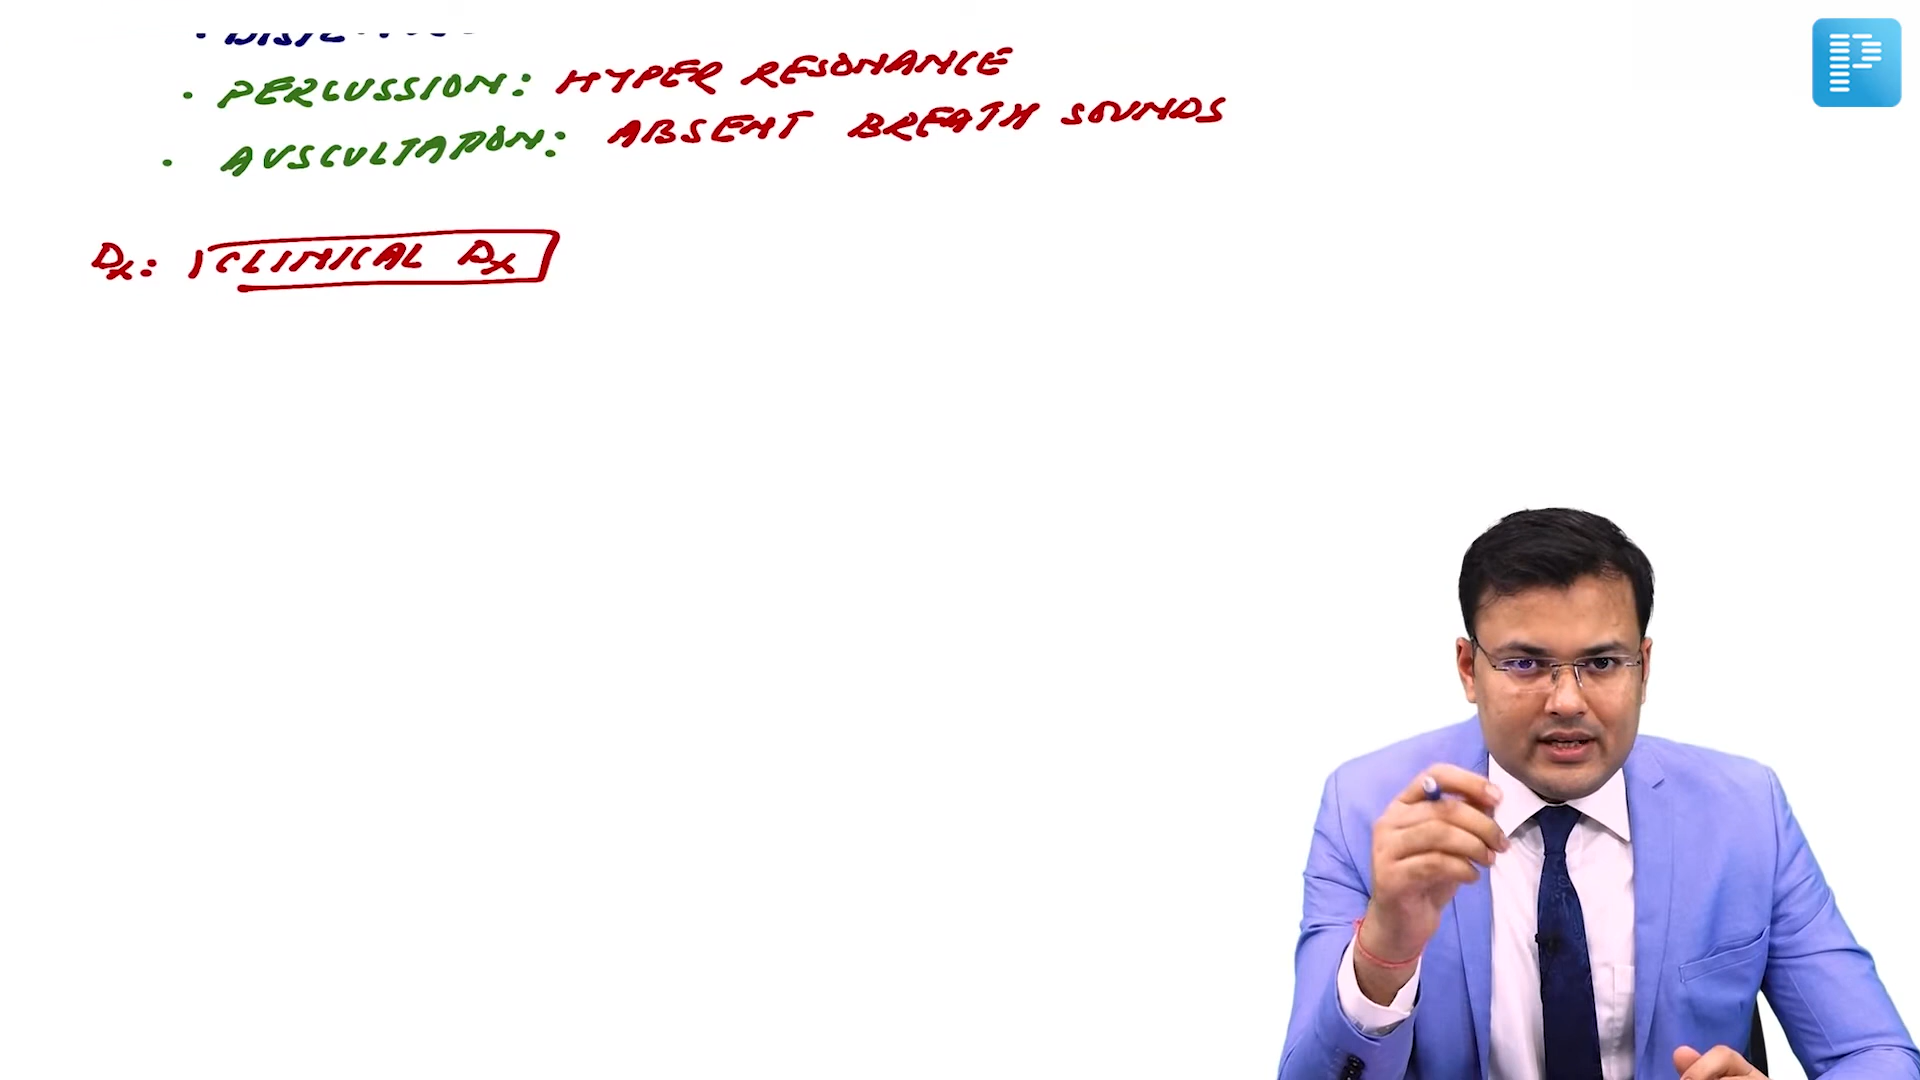 • PERCUSSION: HYPER RESONANCE
• AUSCULTATION: ABSENT BREATH SOUNDS
Dx: CLINICAL Dx